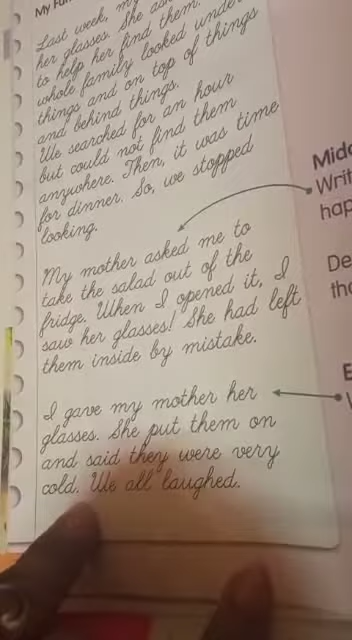 My Fun
Last week, my
her glasses. She as
to help her find them.
whole family looked under
things and on top of things
and behind things.
We searched for an hour
but could not find them
anywhere. Then, it was time
for dinner. So, we stopped
looking.
My mother asked me to
take the salad out of the
fridge. When I opened it, I
saw her glasses! She had left
them inside by mistake.
I gave my mother her
glasses. She put them on
and said they were very
cold. We all laughed.
Midd
Writ
hap
De
tho
E